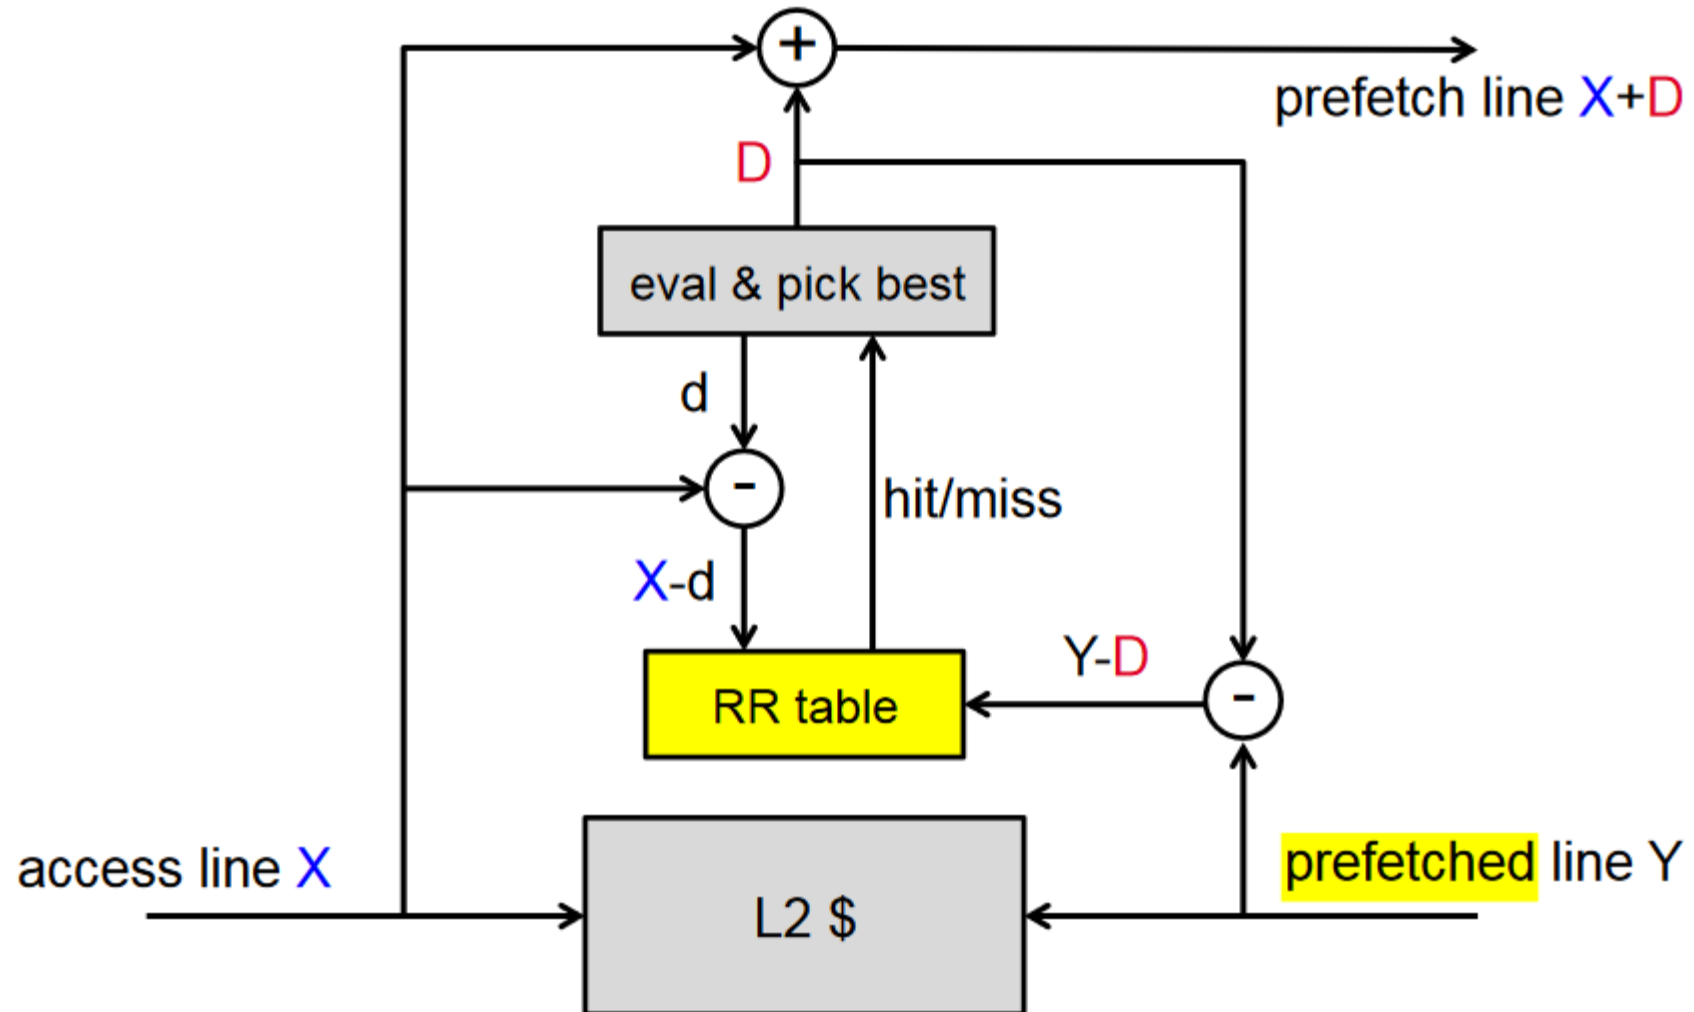 +
prefetch line X+D
D
eval & pick best
d
-
hit/miss
X-d
Y-D
RR table
-
prefetched line Y
access line X
L2 $